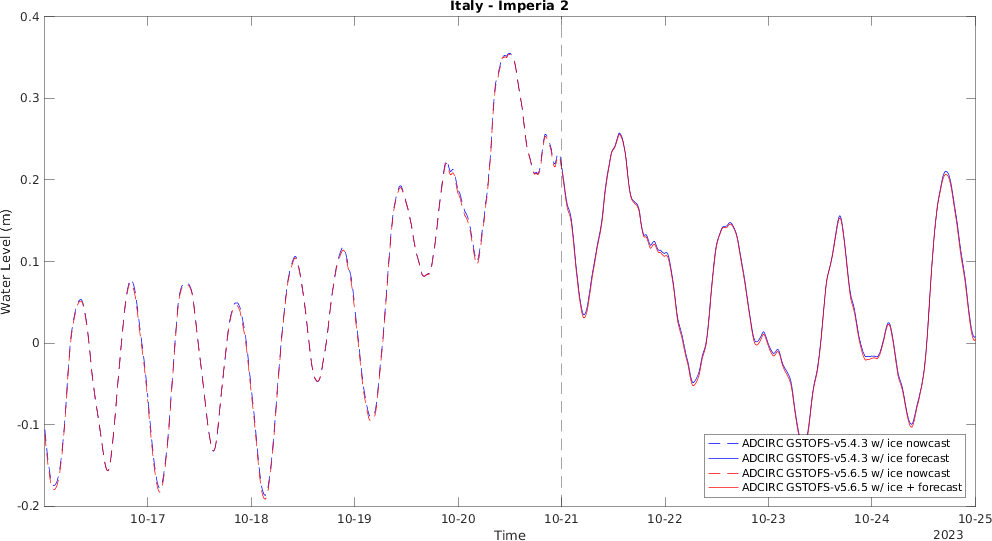 Italy - Imperia 2
0.4
0.3
0.2
0.1
0
-0.1
-0.2
Water Level (m)
10-17 10-18 10-19 10-20 10-21 10-22 10-23 10-24 10-25
Time
2023
ADCIRC GSTOFS-v5.4.3 w/ ice nowcast
ADCIRC GSTOFS-v5.4.3 w/ ice forecast
ADCIRC GSTOFS-v5.6.5 w/ ice nowcast
ADCIRC GSTOFS-v5.6.5 w/ ice + forecast